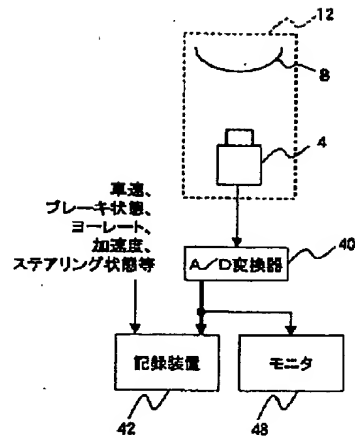 12
8
4
車速、
ブレーキ状態、
ヨーレート、
加速度、
ステアリング状態等
A/D変換器
40
記録装置
モニタ
42
48